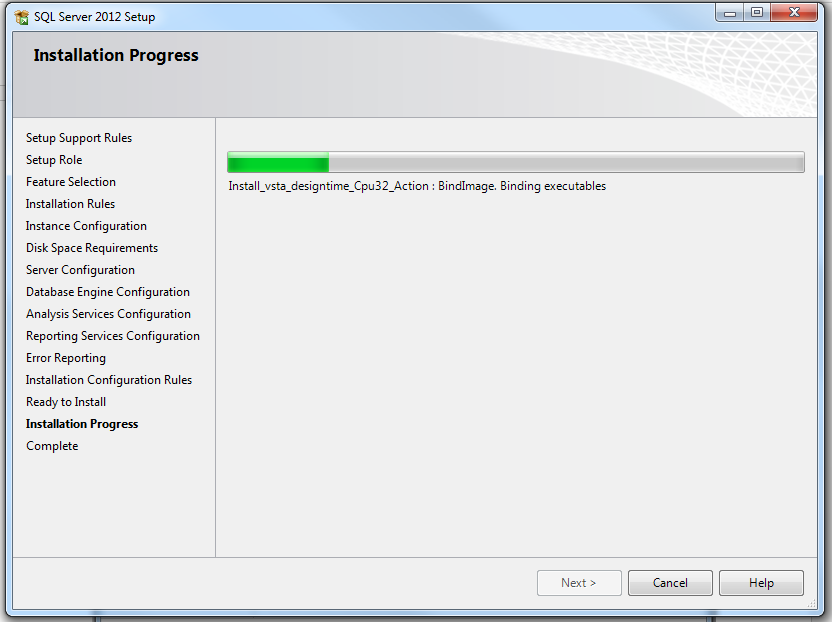 SQL Server 2012 Setup
Installation Progress
Setup Support Rules
Setup Role
Feature Selection
Installation Rules
Instance Configuration
Disk Space Requirements
Server Configuration
Database Engine Configuration
Analysis Services Configuration
Reporting Services Configuration
Error Reporting
Installation Configuration Rules
Ready to Install
Installation Progress
Complete
Install_vsta_designtime_Cpu32_Action : BindImage. Binding executables
Next >
Cancel
Help